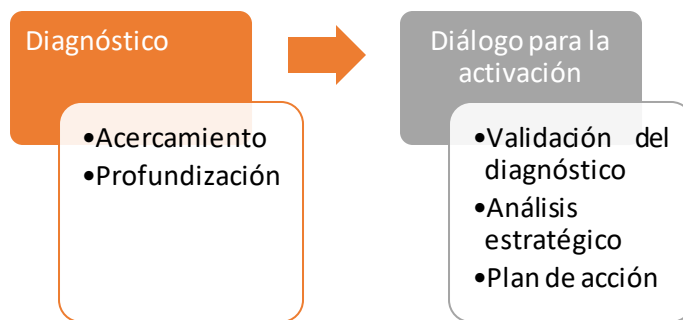 Diagnóstico
•Acercamiento
•Profundización
Diálogo para la
activación
•Validación del
diagnóstico
•Análisis
estratégico
•Plan de acción